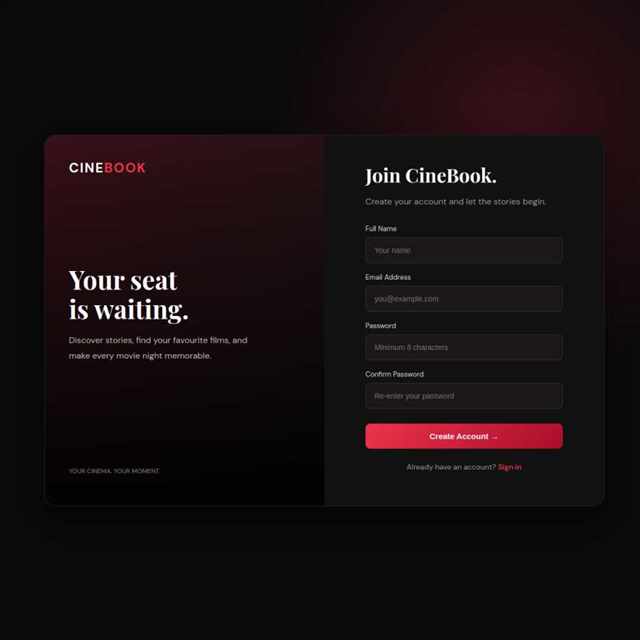 CINEBOOK
Your seat
is waiting.
Discover stories, find your favourite films, and
make every movie night memorable.
YOUR CINEMA. YOUR MOMENT.
Join CineBook.
Create your account and let the stories begin.
Full Name
Your name
Email Address
you@example.com
Password
Minimum 8 characters
Confirm Password
Re-enter your password
Create Account →
Already have an account? Sign in